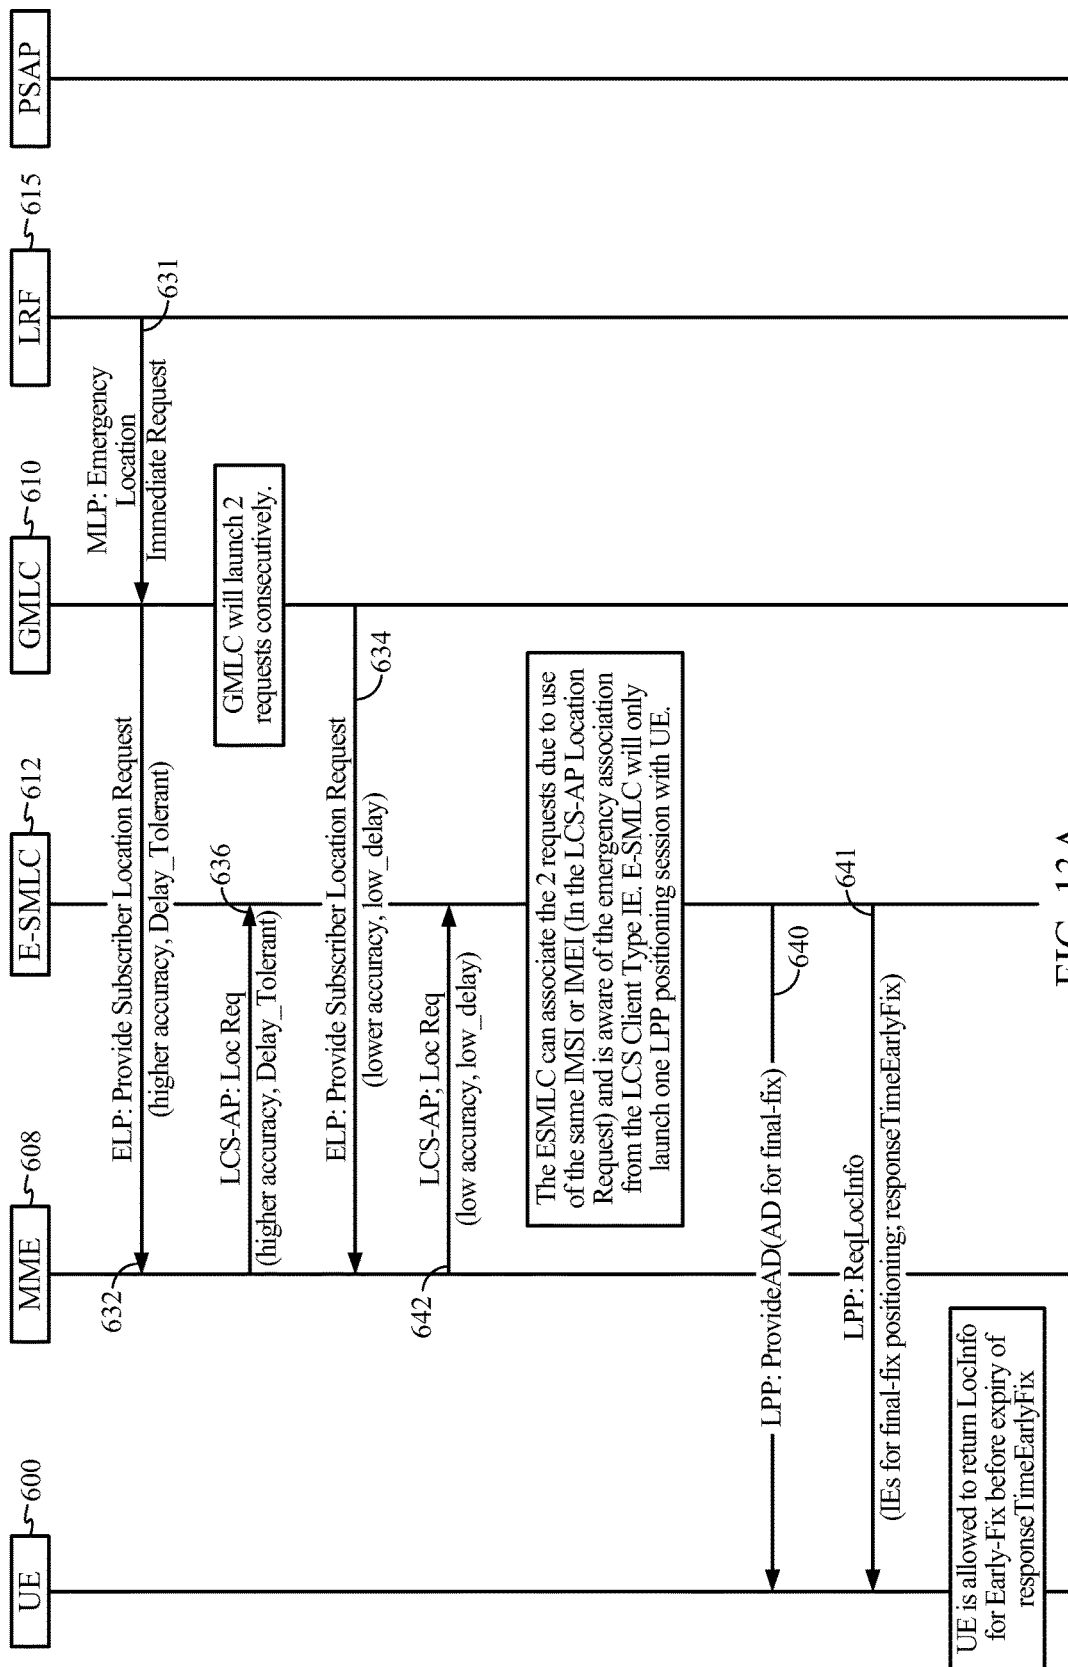 UE
600
MME
608
E-SMLC
612
GMLC
610
LRF
615
PSAP
MLP: Emergency
Location
Immediate Request
631
632
ELP: Provide Subscriber Location Request
(higher accuracy, Delay_Tolerant)
GMLC will launch 2
requests consecutively.
LCS-AP: Loc Req
(higher accuracy, Delay_Tolerant)
636
ELP: Provide Subscriber Location Request
(lower accuracy, low_delay)
634
642
LCS-AP; Loc Req
(low accuracy, low_delay)
The ESMLC can associate the 2 requests due to use
of the same IMSI or IMEI (In the LCS-AP Location
Request) and is aware of the emergency association
from the LCS Client Type IE. E-SMLC will only
launch one LPP positioning session with UE.
LPP: ProvideAD(AD for final-fix)
640
LPP: ReqLocInfo
(IEs for final-fix positioning; responseTimeEarlyFix)
641
UE is allowed to return LocInfo
for Early-Fix before expiry of
responseTimeEarlyFix